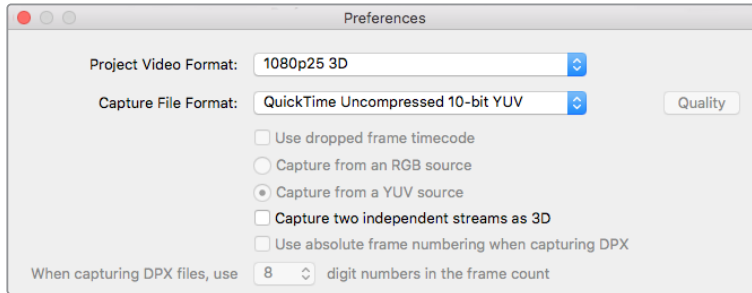 Preferences
Project Video Format: 1080p25 3D
Capture File Format: QuickTime Uncompressed 10-bit YUV Quality
Use dropped frame timecode
Capture from an RGB source
Capture from a YUV source
Capture two independent streams as 3D
Use absolute frame numbering when capturing DPX
When capturing DPX files, use 8 digit numbers in the frame count